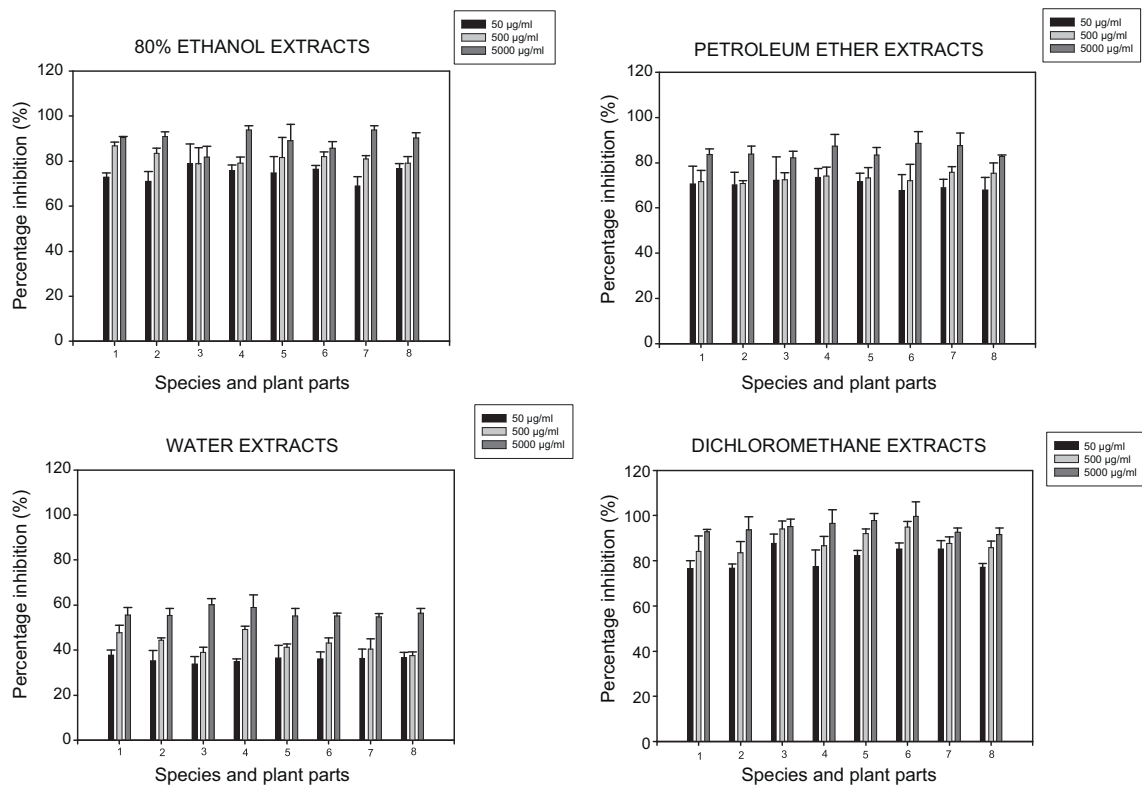 80% ETHANOL EXTRACTS
50 µg/ml
500 µg/ml
5000 µg/ml
Percentage inhibition (%)
120
100
80
60
40
20
0
1 2 3 4 5 6 7 8
Species and plant parts
PETROLEUM ETHER EXTRACTS
50 µg/ml
500 µg/ml
5000 µg/ml
Percentage inhibition (%)
120
100
80
60
40
20
0
1 2 3 4 5 6 7 8
Species and plant parts
WATER EXTRACTS
50 µg/ml
500 µg/ml
5000 µg/ml
Percentage inhibition (%)
120
100
80
60
40
20
0
1 2 3 4 5 6 7 8
Species and plant parts
DICHLOROMETHANE EXTRACTS
50 µg/ml
500 µg/ml
5000 µg/ml
Percentage inhibition (%)
120
100
80
60
40
20
0
1 2 3 4 5 6 7 8
Species and plant parts